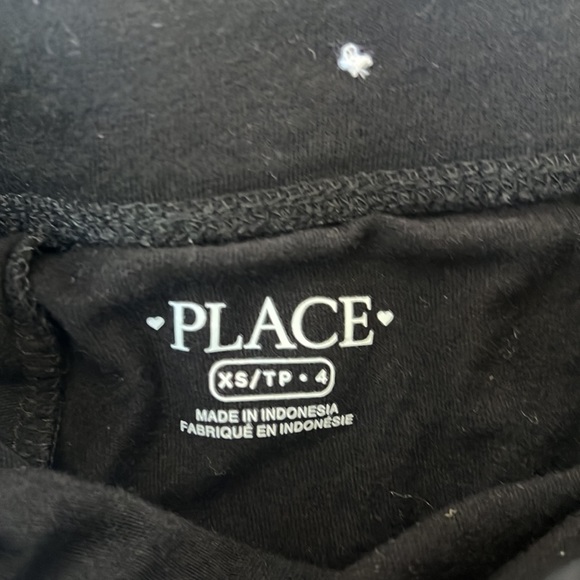 PLACE
XS/TP • 4
MADE IN INDONESIA
FABRIQUÉ EN INDONÉSIE